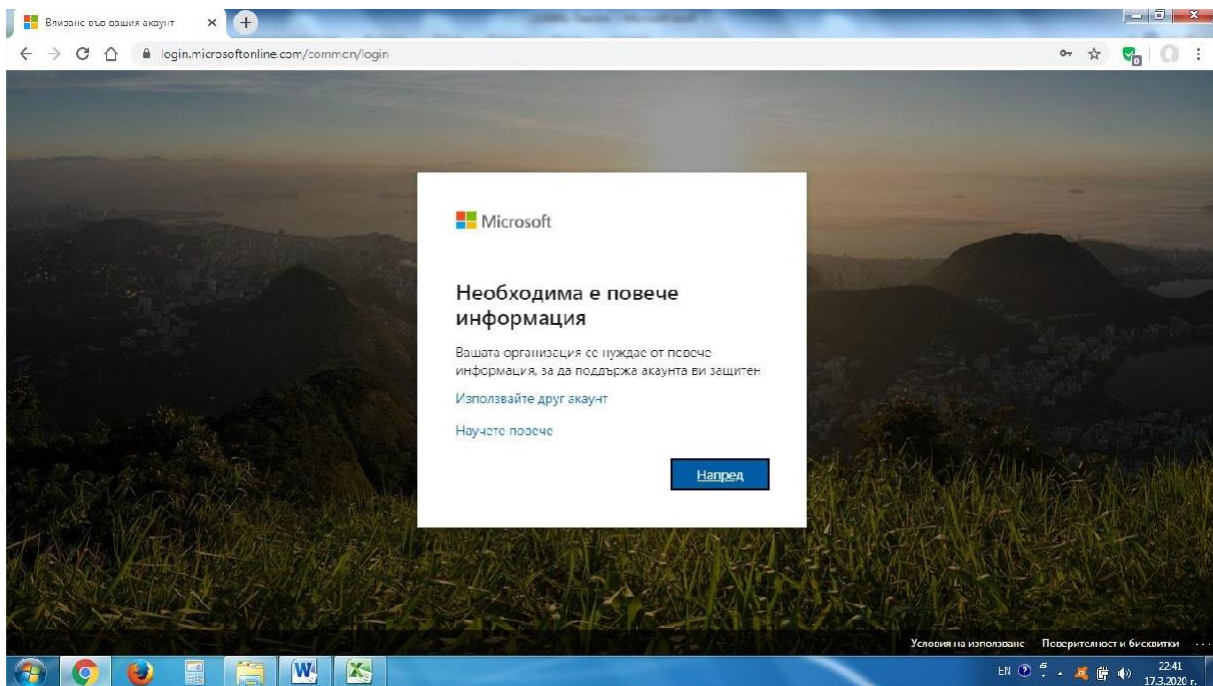 Влизане във вашия акаунт
login.microsoftonline.com/common/login
0
Microsoft
Необходима е повече
информация
Вашата организация се нуждае от повече
информация, за да поддържа акаунта ви защитен
Използвайте друг акаунт
Научете повече
Напред
Условия на използване Поверителност и бисквитки ...
EN
22:41
17.3.2020 г.